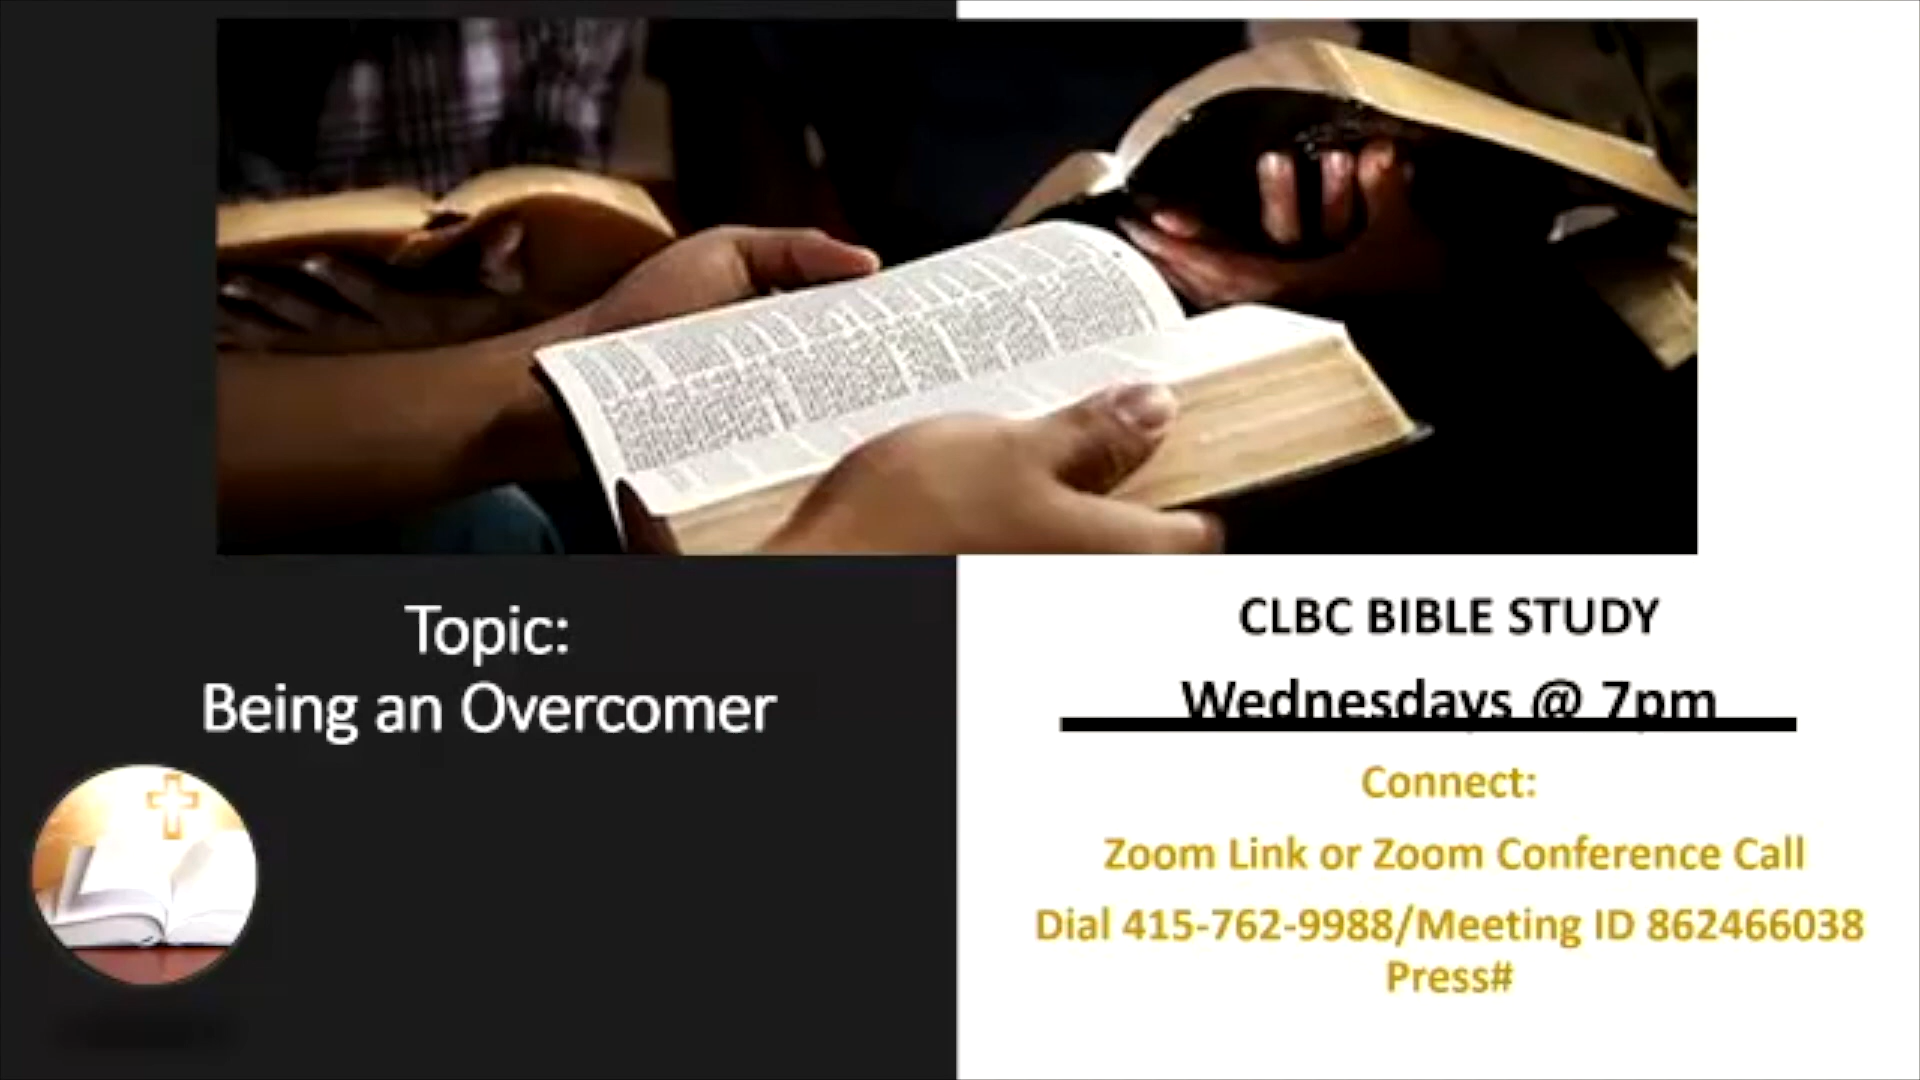 Topic:
Being an Overcomer
CLBC BIBLE STUDY
Wednesdays @ 7pm
Connect:
Zoom Link or Zoom Conference Call
Dial 415-762-9988/Meeting ID 862466038
Press#